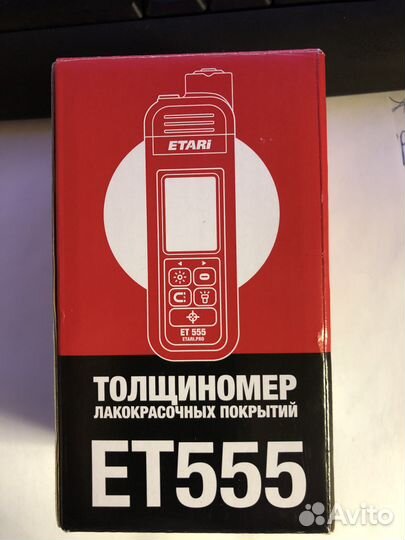 ETARI
ET 555
ETARI.PRO
ТОЛЩИНОМЕР
ЛАКОКРАСОЧНЫХ ПОКРЫТИЙ
ET555
Avito